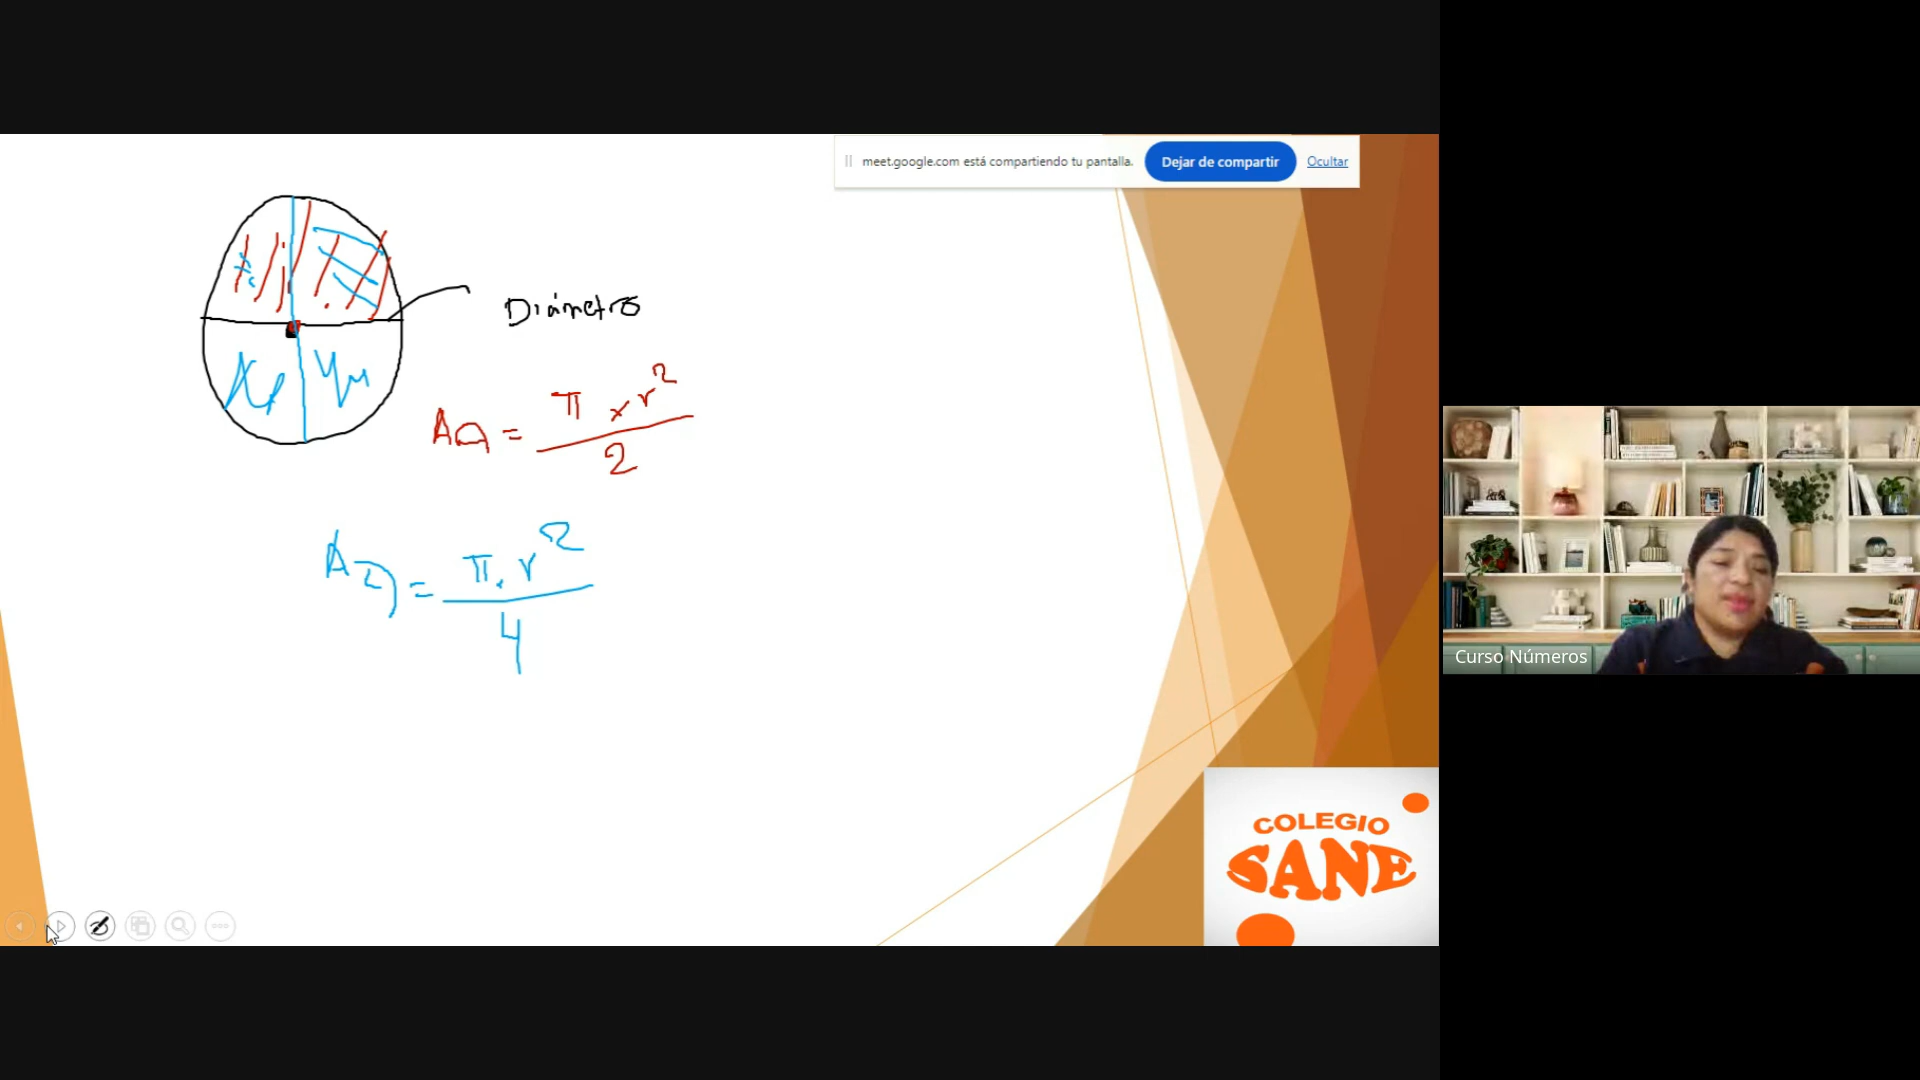 meet.google.com está compartiendo tu pantalla.
Dejar de compartir
Ocultar
Diámetro
A = π × r²
2
A = π . r²
4
COLEGIO
SANE
Curso Números